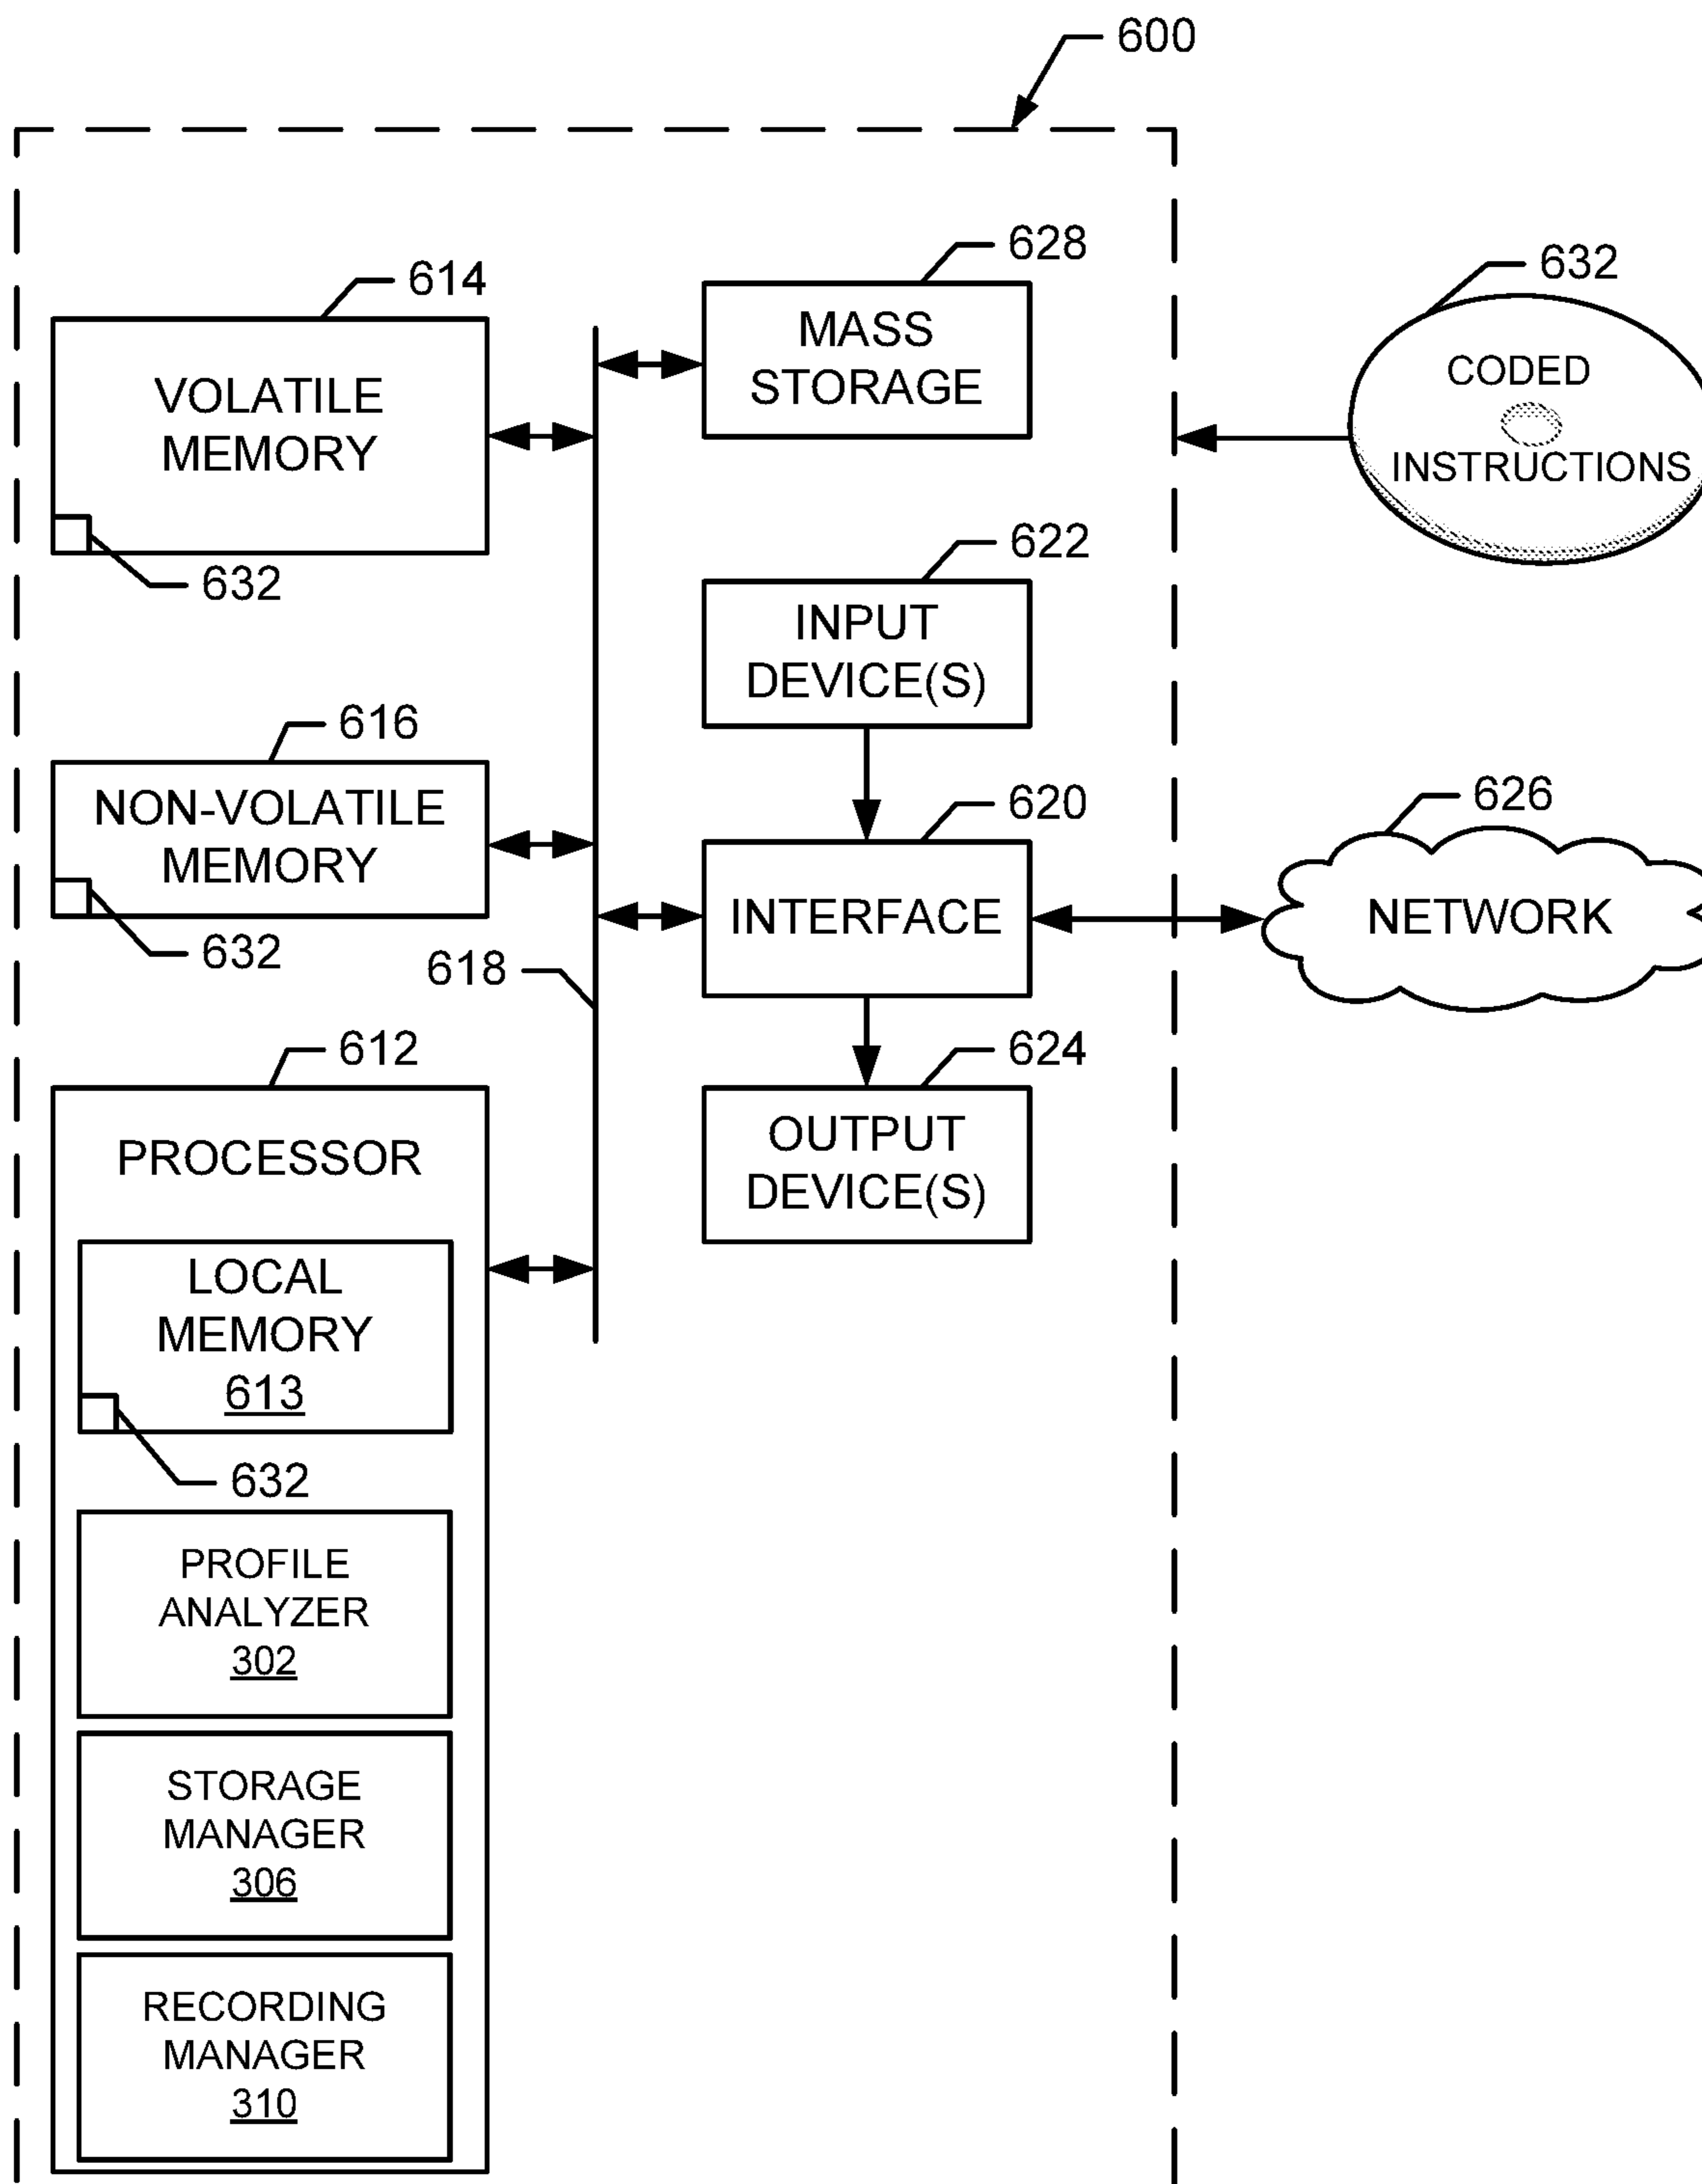 600
628
614
632
MASS
STORAGE
VOLATILE
MEMORY
CODED
INSTRUCTIONS
632
622
INPUT
DEVICE(S)
616
620
626
NON-VOLATILE
MEMORY
INTERFACE
NETWORK
632
618
612
624
PROCESSOR
OUTPUT
DEVICE(S)
LOCAL
MEMORY
613
632
PROFILE
ANALYZER
302
STORAGE
MANAGER
306
RECORDING
MANAGER
310